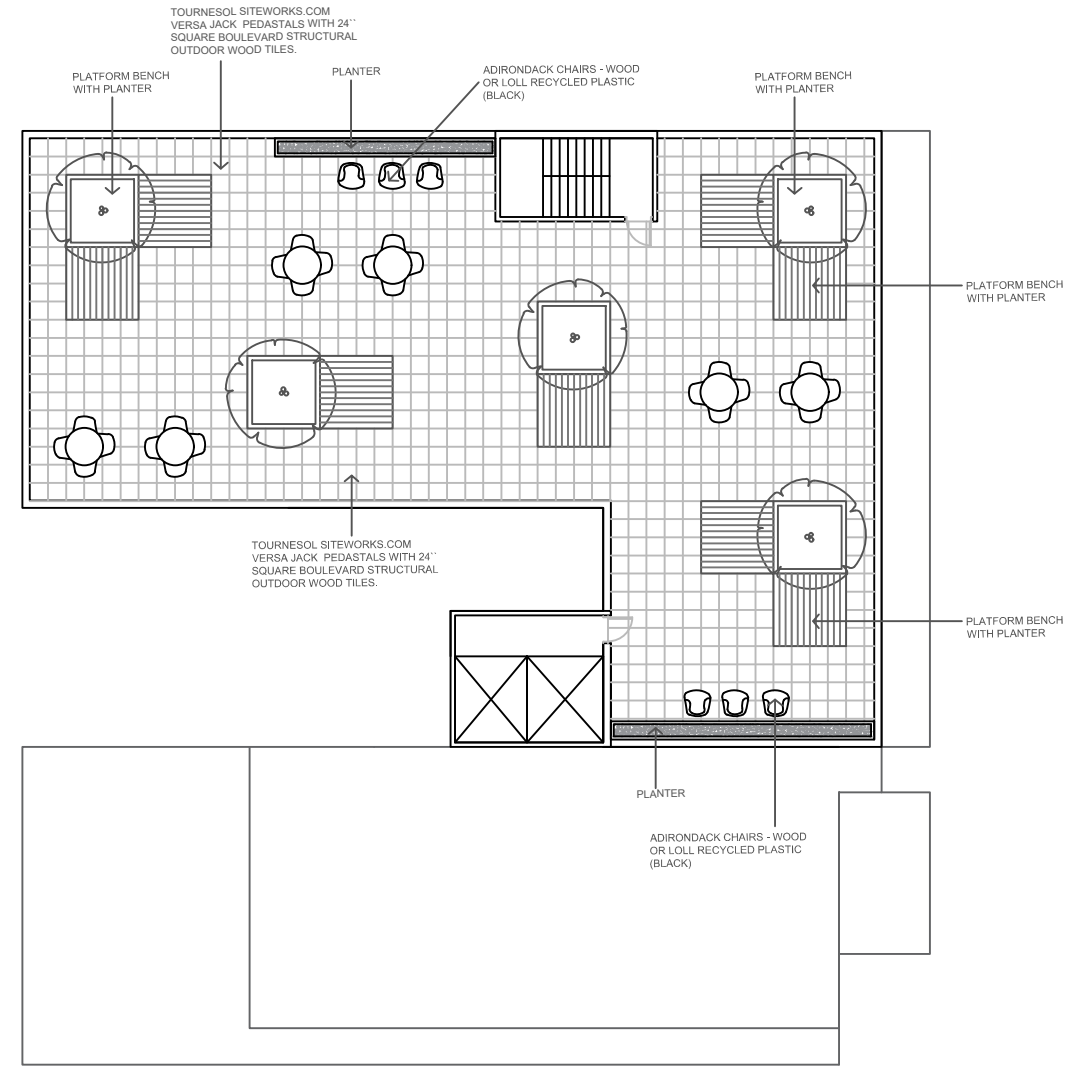 TOURNESOL SITEWORKS.COM
VERSA JACK  PEDASTALS WITH 24``
SQUARE BOULEVARD STRUCTURAL
OUTDOOR WOOD TILES.
PLATFORM BENCH
WITH PLANTER
PLANTER
ADIRONDACK CHAIRS - WOOD
OR LOLL RECYCLED PLASTIC
(BLACK)
PLATFORM BENCH
WITH PLANTER
PLATFORM BENCH
WITH PLANTER
TOURNESOL SITEWORKS.COM
VERSA JACK  PEDASTALS WITH 24``
SQUARE BOULEVARD STRUCTURAL
OUTDOOR WOOD TILES.
PLATFORM BENCH
WITH PLANTER
PLANTER
ADIRONDACK CHAIRS - WOOD
OR LOLL RECYCLED PLASTIC
(BLACK)